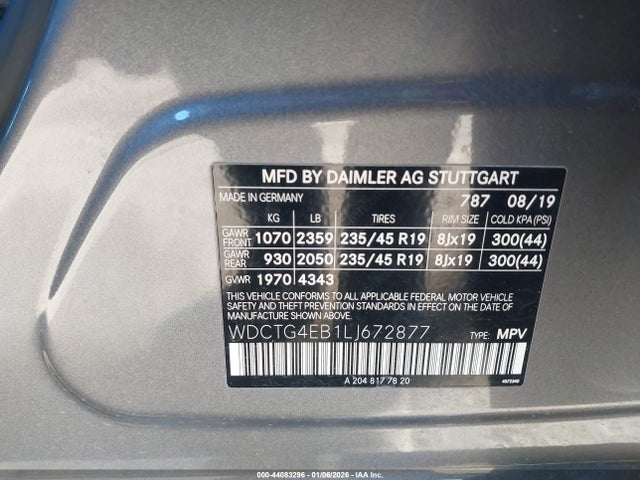 MFD BY DAIMLER AG STUTTGART
MADE IN GERMANY 787 08/19
KG LB TIRES RIM SIZE COLD KPA (PSI)
GAWR FRONT 1070 2359 235/45 R19 8Jx19 300(44)
GAWR REAR 930 2050 235/45 R19 8Jx19 300(44)
GVWR 1970 4343
THIS VEHICLE CONFORMS TO ALL APPLICABLE FEDERAL MOTOR VEHICLE
SAFETY, BUMPER, AND THEFT PREVENTION STANDARDS IN EFFECT ON THE DATE OF
MANUFACTURE SHOWN ABOVE.
WDCTG4EB1LJ672877 TYPE: MPV
A 204 817 78 20
000-44083296 - 01/06/2026 - IAA Inc.